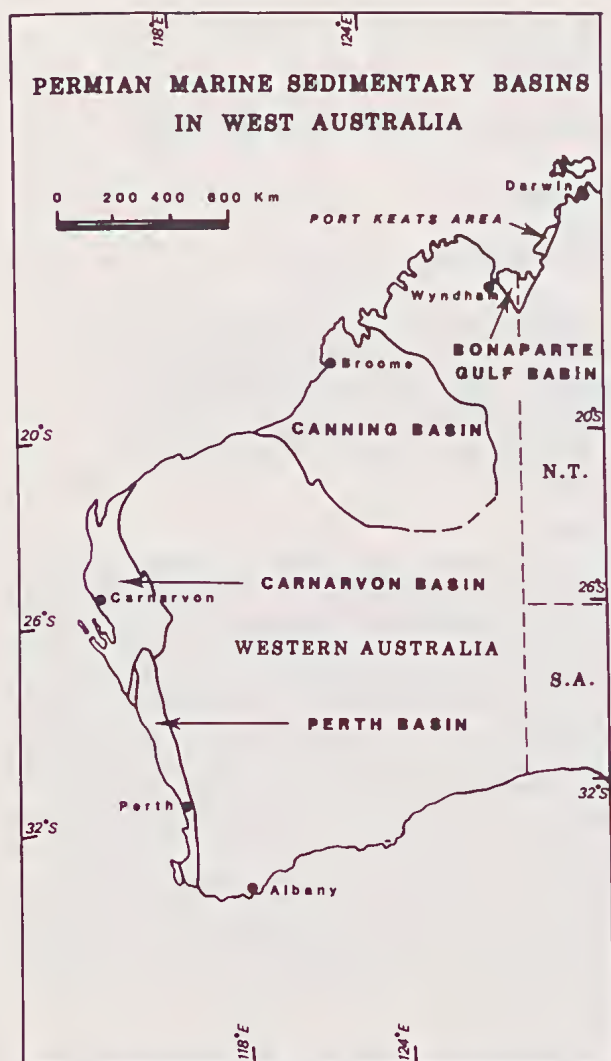 118°E
124°E
PERMIAN MARINE SEDIMENTARY BASINS
IN WEST AUSTRALIA
0 200 400 600 Km
Darwin
PORT KEATS AREA
Wyndham
BONAPARTE
GULF BASIN
Broome
CANNING BASIN
20°S
20°S
N.T.
CARNARVON BASIN
Carnarvon
26°S
26°S
WESTERN AUSTRALIA
S.A.
PERTH BASIN
Perth
32°S
32°S
Albany
118°E
124°E